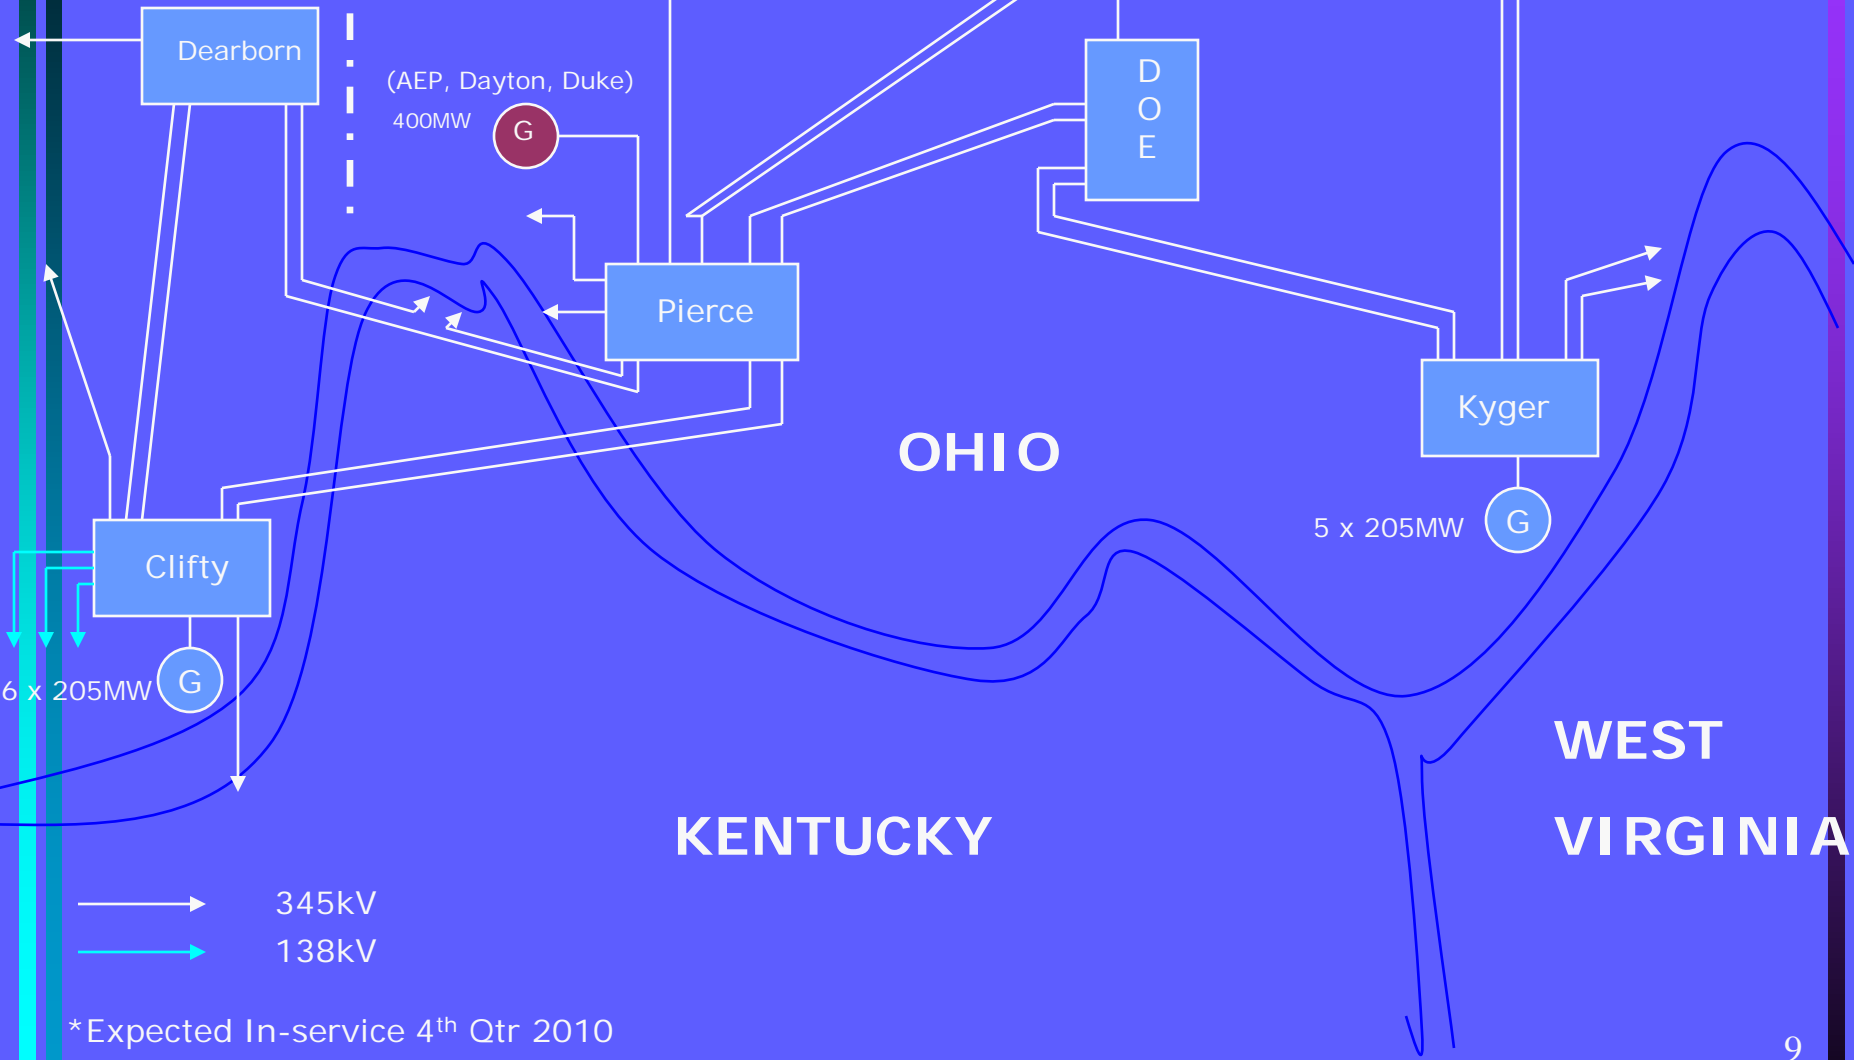 Dearborn
(AEP, Dayton, Duke)
400MW
G
D
O
E
Pierce
Kyger
OHIO
5 x 205MW
G
Clifty
6 x 205MW
G
WEST
VIRGINIA
KENTUCKY
345kV
138kV
*Expected In-service 4th Qtr 2010
9